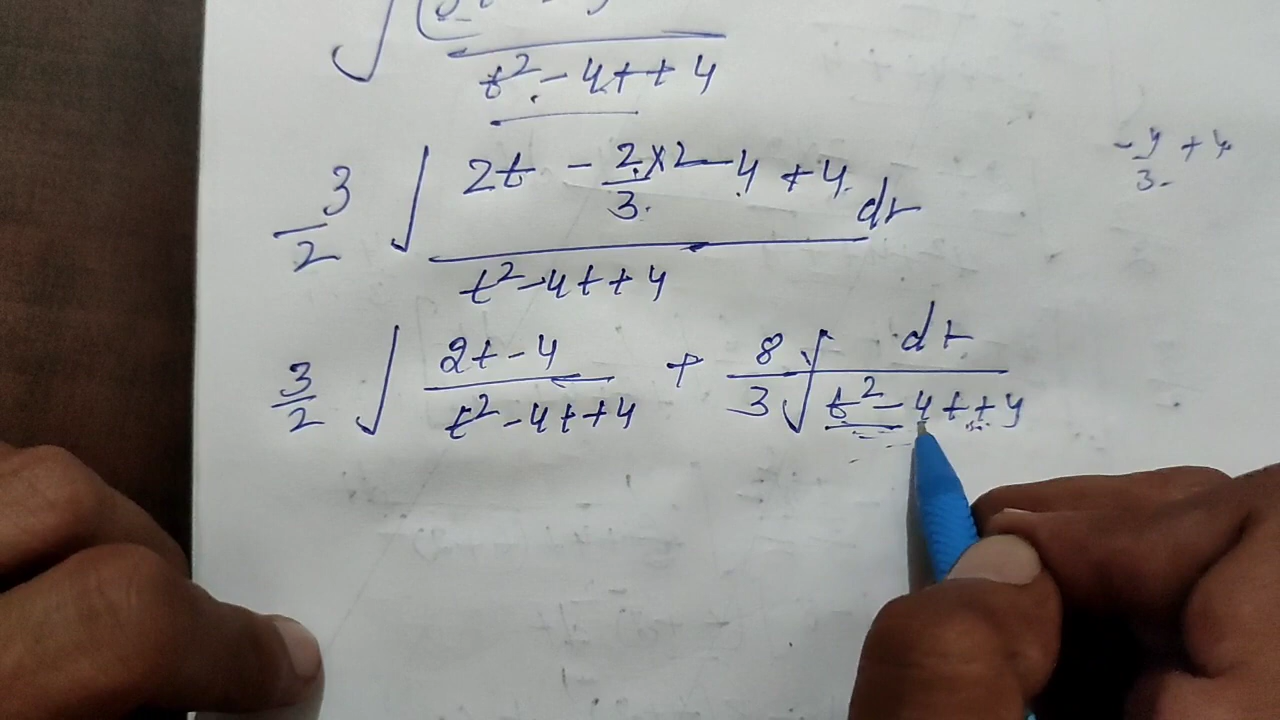 ∫
t² - 4t + 4
3/2 ∫ (2t - 2/3 × 2 - 4 + 4)/(t² - 4t + 4) dt
- 4/3 + 4
3/2 ∫ (2t - 4)/(t² - 4t + 4) + 8/3 ∫ dt/(t² - 4t + 4)